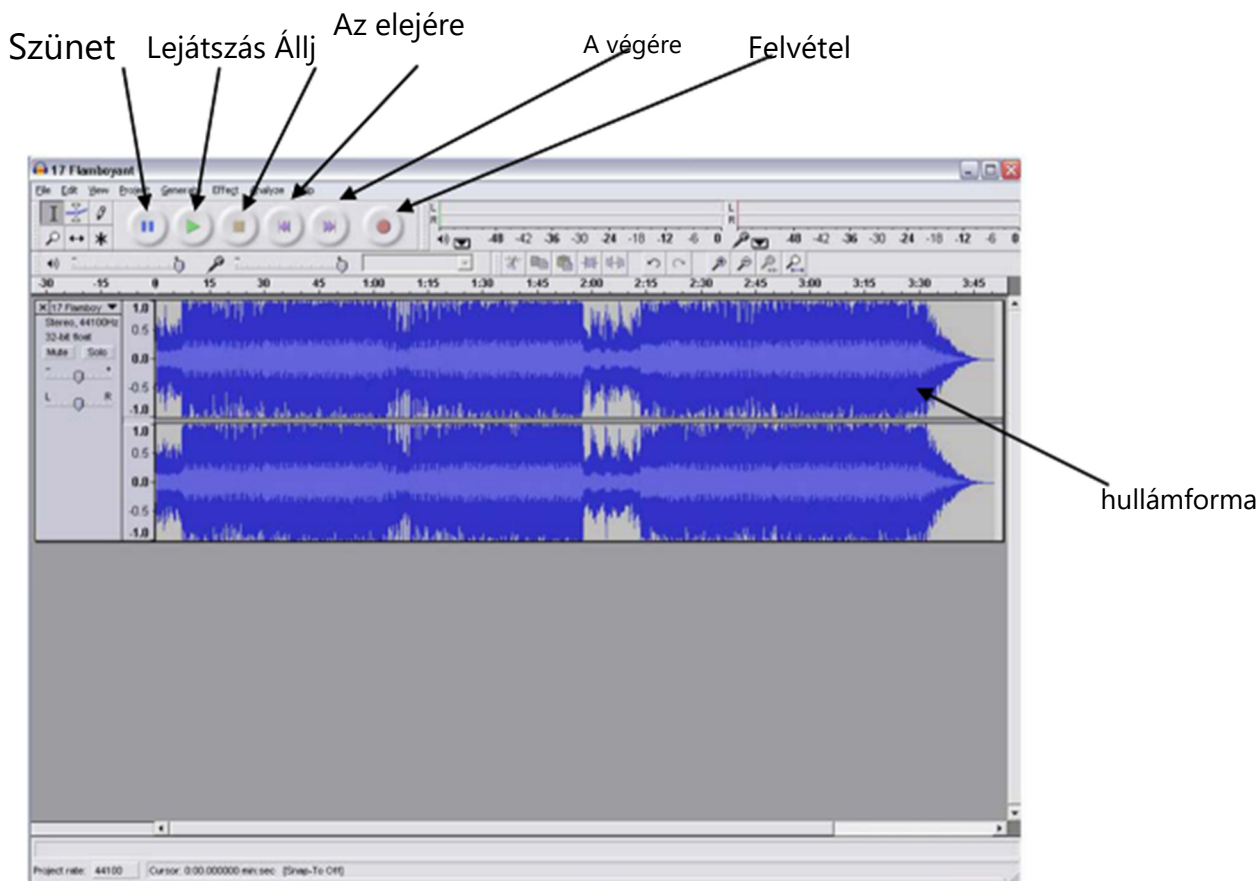 Az elejére
Szünet Lejátszás Állj A végére Felvétel
17 Flamboyant
File Edit View Project Generate Effect Analyze
L
R
-48 -42 -36 -30 -24 -18 -12 -6 0
L
R
-48 -42 -36 -30 -24 -18 -12 -6 0
-30 -15 0 15 30 45 1:00 1:15 1:30 1:45 2:00 2:15 2:30 2:45 3:00 3:15 3:30 3:45
17 Flamboy
Stereo, 44100Hz
32-bit float
Mute Solo
- +
L R
1.0
0.5
0.0
-0.5
-1.0
1.0
0.5
0.0
-0.5
-1.0
hullámforma
Project rate: 44100 Cursor: 0:00.000000 min:sec [Snap-To Off]